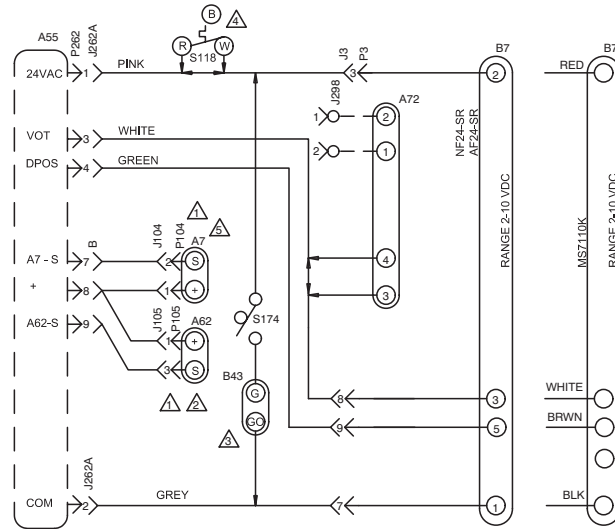 B
4
A55
P262
J262A
R
W
S118
J3
P3
B7
B7
24VAC
1
PINK
3
2
RED
J298
A72
1
2
NF24-SR
AF24-SR
VOT
3
WHITE
2
1
DPOS
4
GREEN
1
J104
P104
A7
5
RANGE 2-10 VDC
MS7110K
RANGE 2-10 VDC
A7 - S
7
B
2
S
4
+
8
1
+
3
J105
P105
A62
S174
A62-S
9
1
+
3
S
B43
1
2
G
8
3
WHITE
GO
9
5
BRWN
3
J262A
COM
2
GREY
7
1
BLK